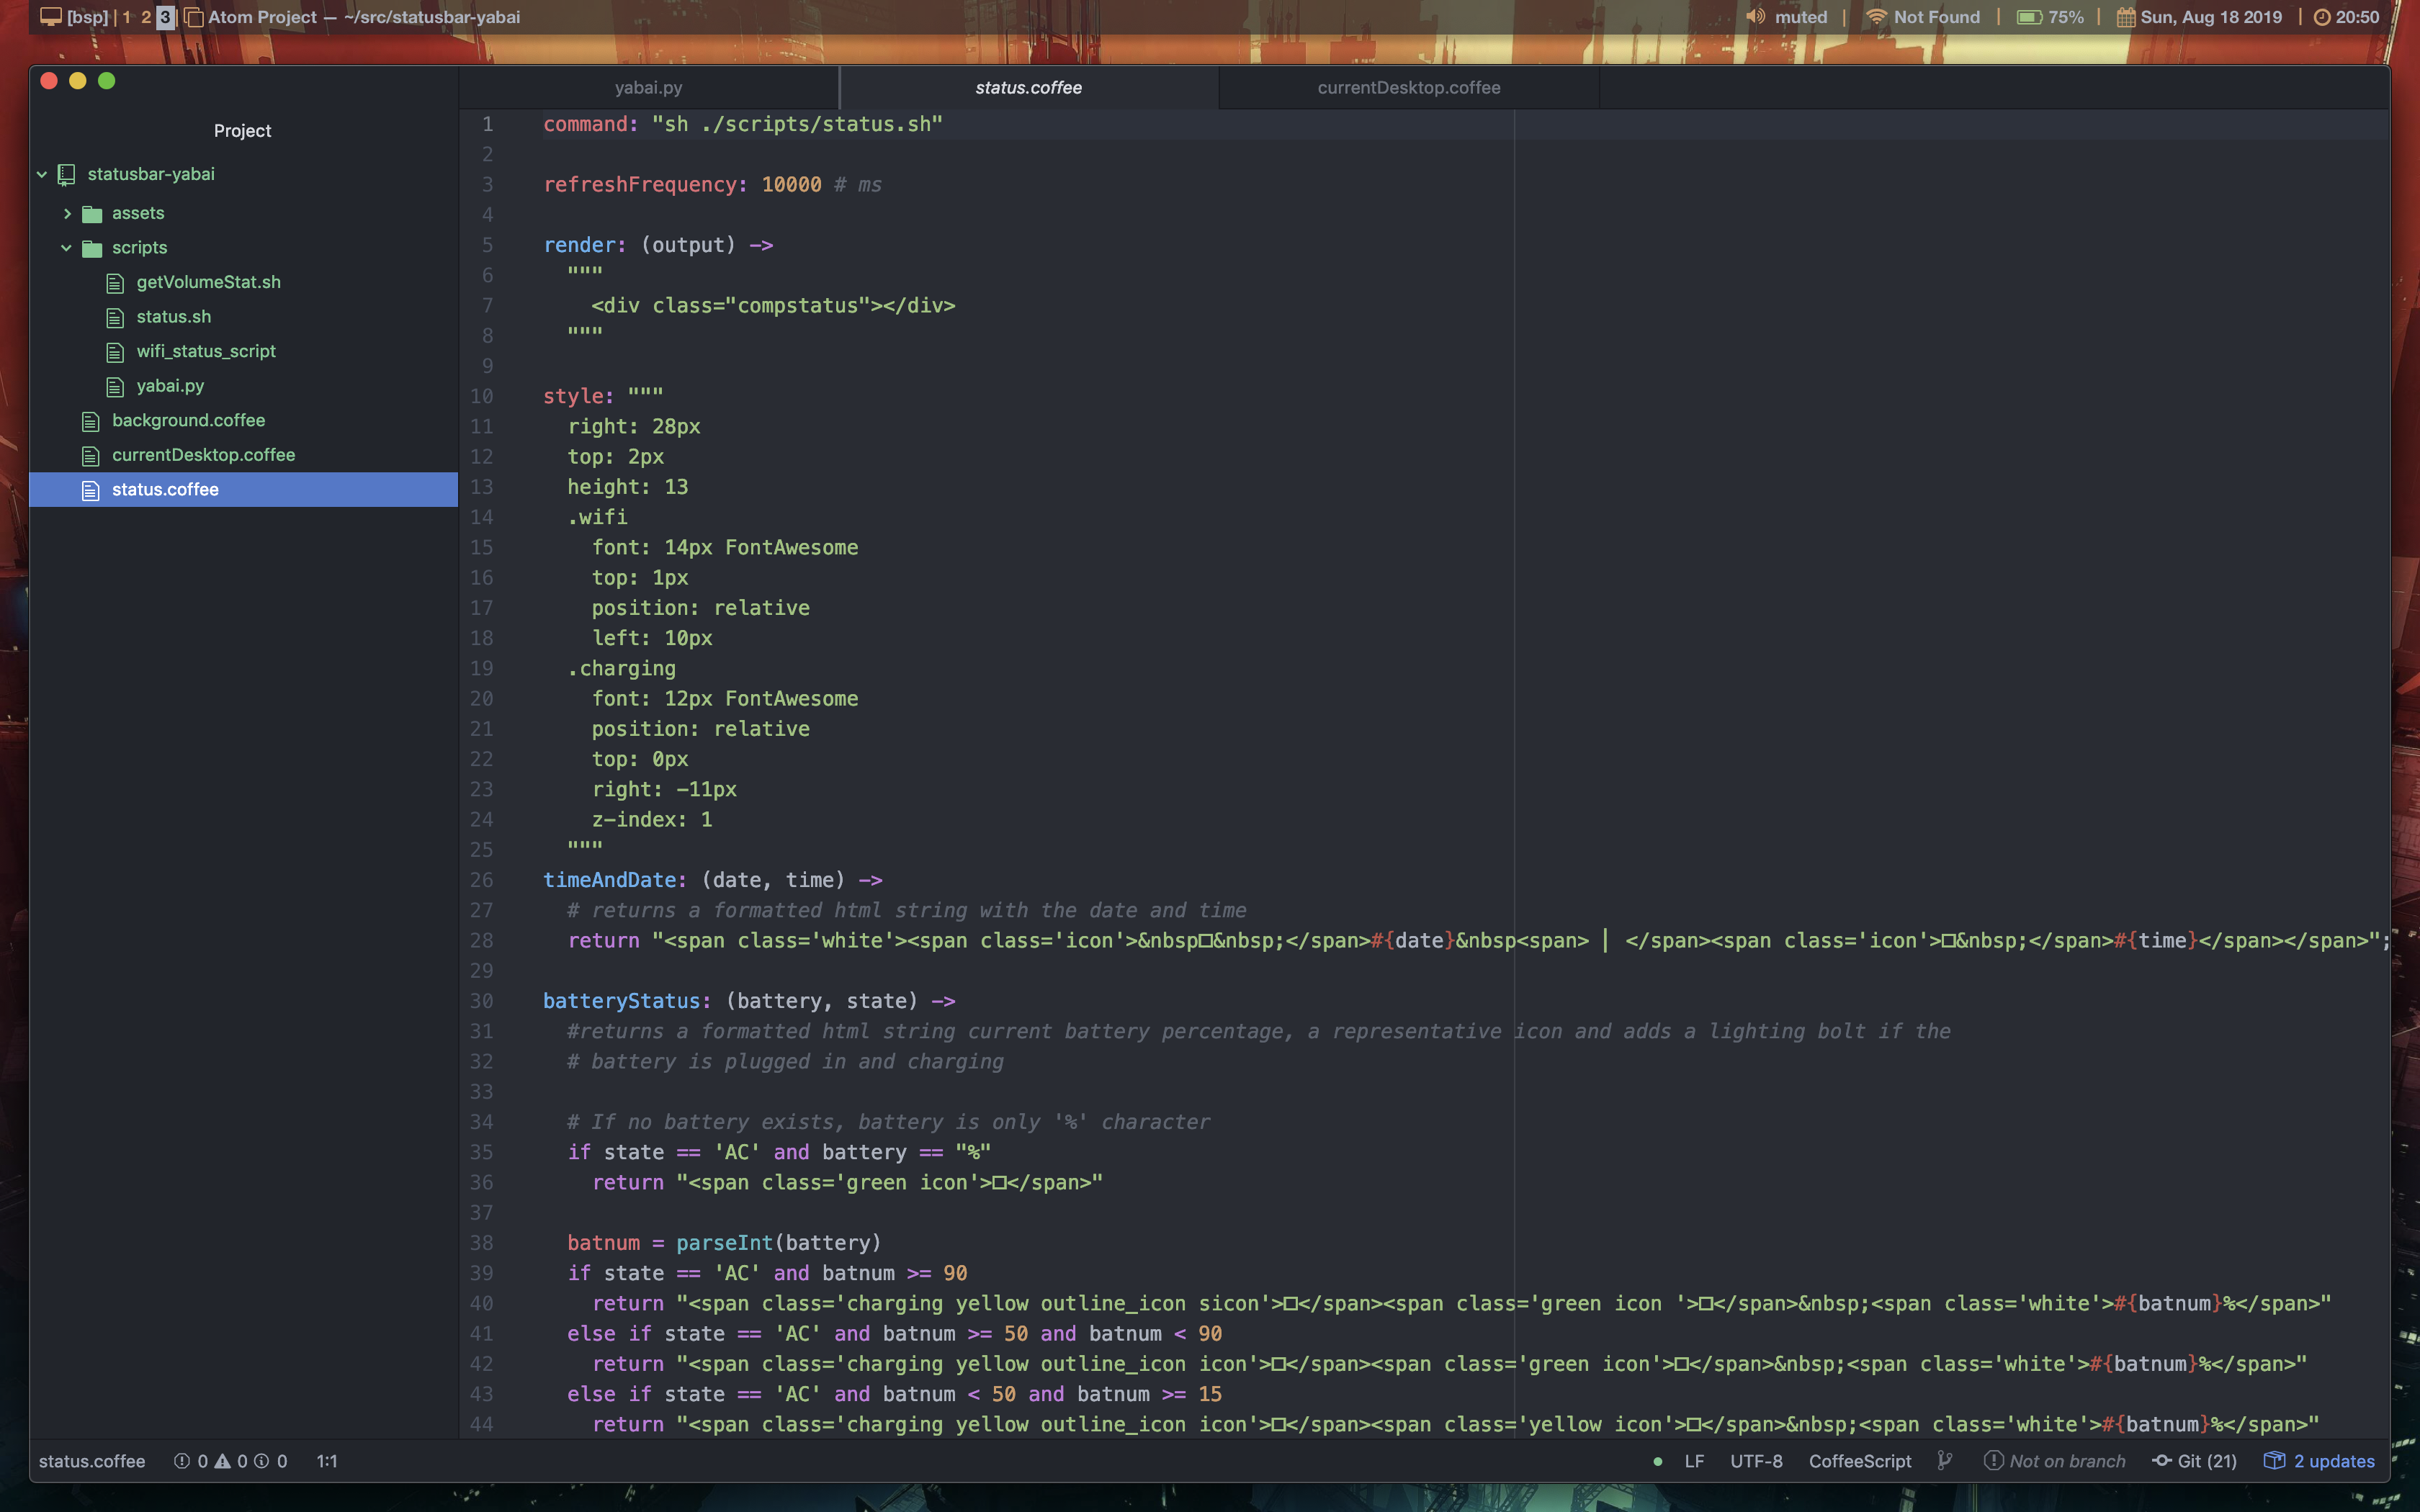 [bsp] | 1 2 3 | Atom Project — ~/src/statusbar-yabai
muted | Not Found | 75% | Sun, Aug 18 2019 | 20:50
yabai.py
status.coffee
currentDesktop.coffee
Project
statusbar-yabai
assets
scripts
getVolumeStat.sh
status.sh
wifi_status_script
yabai.py
background.coffee
currentDesktop.coffee
status.coffee
1 command: "sh ./scripts/status.sh"
2
3 refreshFrequency: 10000 # ms
4
5 render: (output) ->
6   """
7     <div class="compstatus"></div>
8   """
9
10 style: """
11   right: 28px
12   top: 2px
13   height: 13
14   .wifi
15     font: 14px FontAwesome
16     top: 1px
17     position: relative
18     left: 10px
19   .charging
20     font: 12px FontAwesome
21     position: relative
22     top: 0px
23     right: -11px
24     z-index: 1
25   """
26 timeAndDate: (date, time) ->
27   # returns a formatted html string with the date and time
28   return "<span class='white'><span class='icon'>&nbsp□&nbsp;</span>#{date}&nbsp<span> | </span><span class='icon'>□&nbsp;</span>#{time}</span></span>";
29
30 batteryStatus: (battery, state) ->
31   #returns a formatted html string current battery percentage, a representative icon and adds a lighting bolt if the
32   # battery is plugged in and charging
33
34   # If no battery exists, battery is only '%' character
35   if state == 'AC' and battery == "%"
36     return "<span class='green icon'>□</span>"
37
38   batnum = parseInt(battery)
39   if state == 'AC' and batnum >= 90
40     return "<span class='charging yellow outline_icon sicon'>□</span><span class='green icon '>□</span>&nbsp;<span class='white'>#{batnum}%</span>"
41   else if state == 'AC' and batnum >= 50 and batnum < 90
42     return "<span class='charging yellow outline_icon icon'>□</span><span class='green icon'>□</span>&nbsp;<span class='white'>#{batnum}%</span>"
43   else if state == 'AC' and batnum < 50 and batnum >= 15
44     return "<span class='charging yellow outline_icon icon'>□</span><span class='yellow icon'>□</span>&nbsp;<span class='white'>#{batnum}%</span>"
status.coffee 0 0 0 1:1
LF UTF-8 CoffeeScript Not on branch Git (21) 2 updates